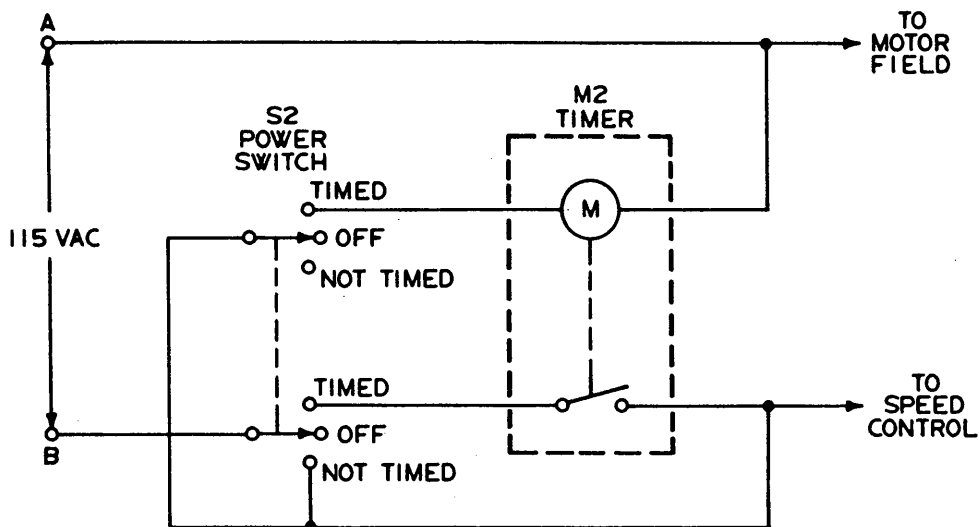 A
TO
MOTOR
FIELD
M2
TIMER
S2
POWER
SWITCH
TIMED
M
OFF
115 VAC
NOT TIMED
TIMED
TO
SPEED
CONTROL
OFF
B
NOT TIMED